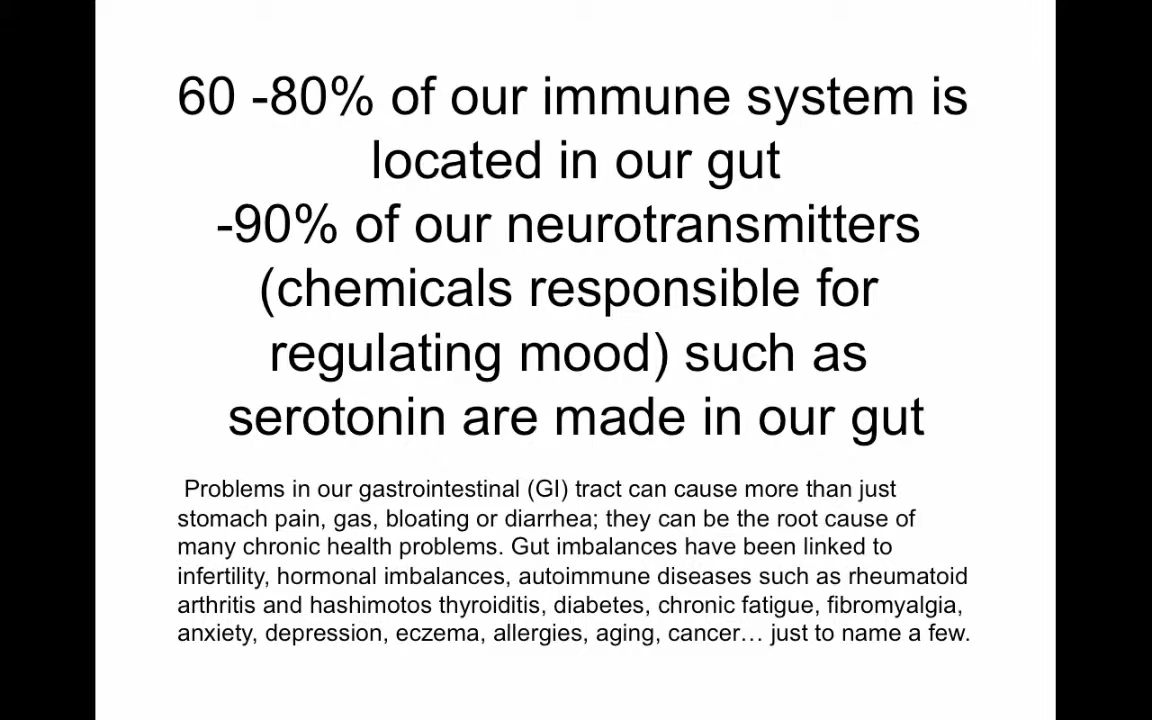 60 -80% of our immune system is
located in our gut
-90% of our neurotransmitters
(chemicals responsible for
regulating mood) such as
serotonin are made in our gut
Problems in our gastrointestinal (GI) tract can cause more than just
stomach pain, gas, bloating or diarrhea; they can be the root cause of
many chronic health problems. Gut imbalances have been linked to
infertility, hormonal imbalances, autoimmune diseases such as rheumatoid
arthritis and hashimotos thyroiditis, diabetes, chronic fatigue, fibromyalgia,
anxiety, depression, eczema, allergies, aging, cancer… just to name a few.